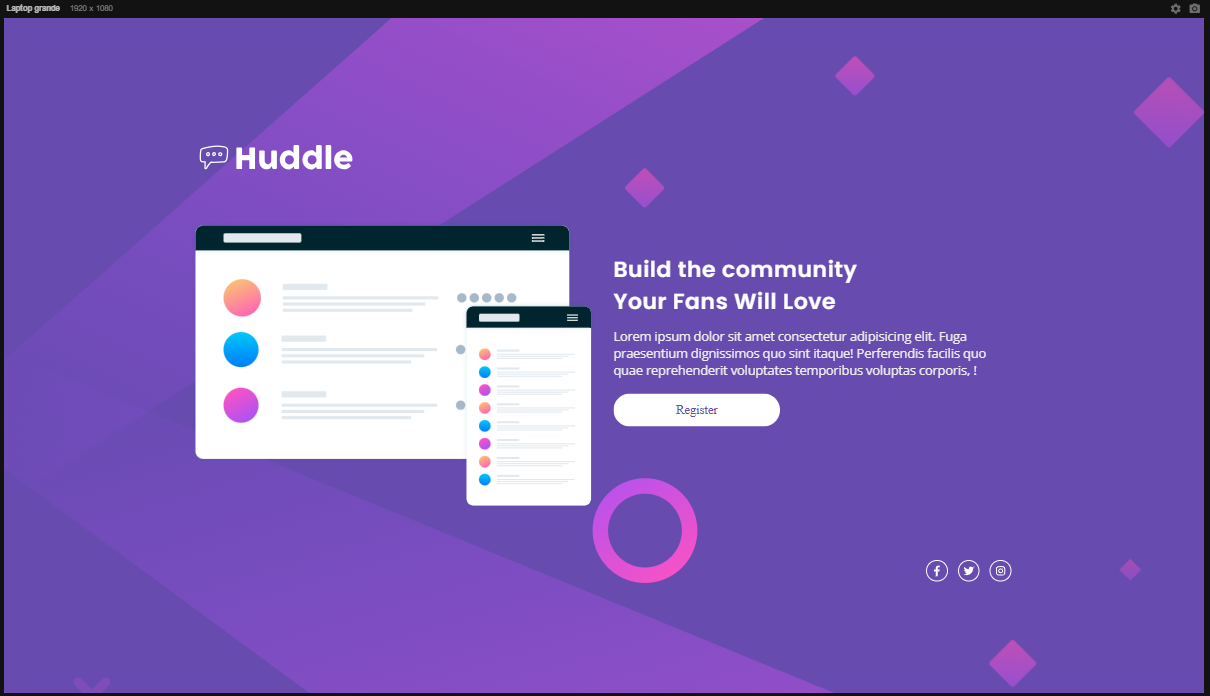 Laptop grande 1920 x 1080
Huddle
Build the community
Your Fans Will Love
Lorem ipsum dolor sit amet consectetur adipisicing elit. Fuga
praesentium dignissimos quo sint itaque! Perferendis facilis quo
quae reprehenderit voluptates temporibus voluptas corporis, !
Register